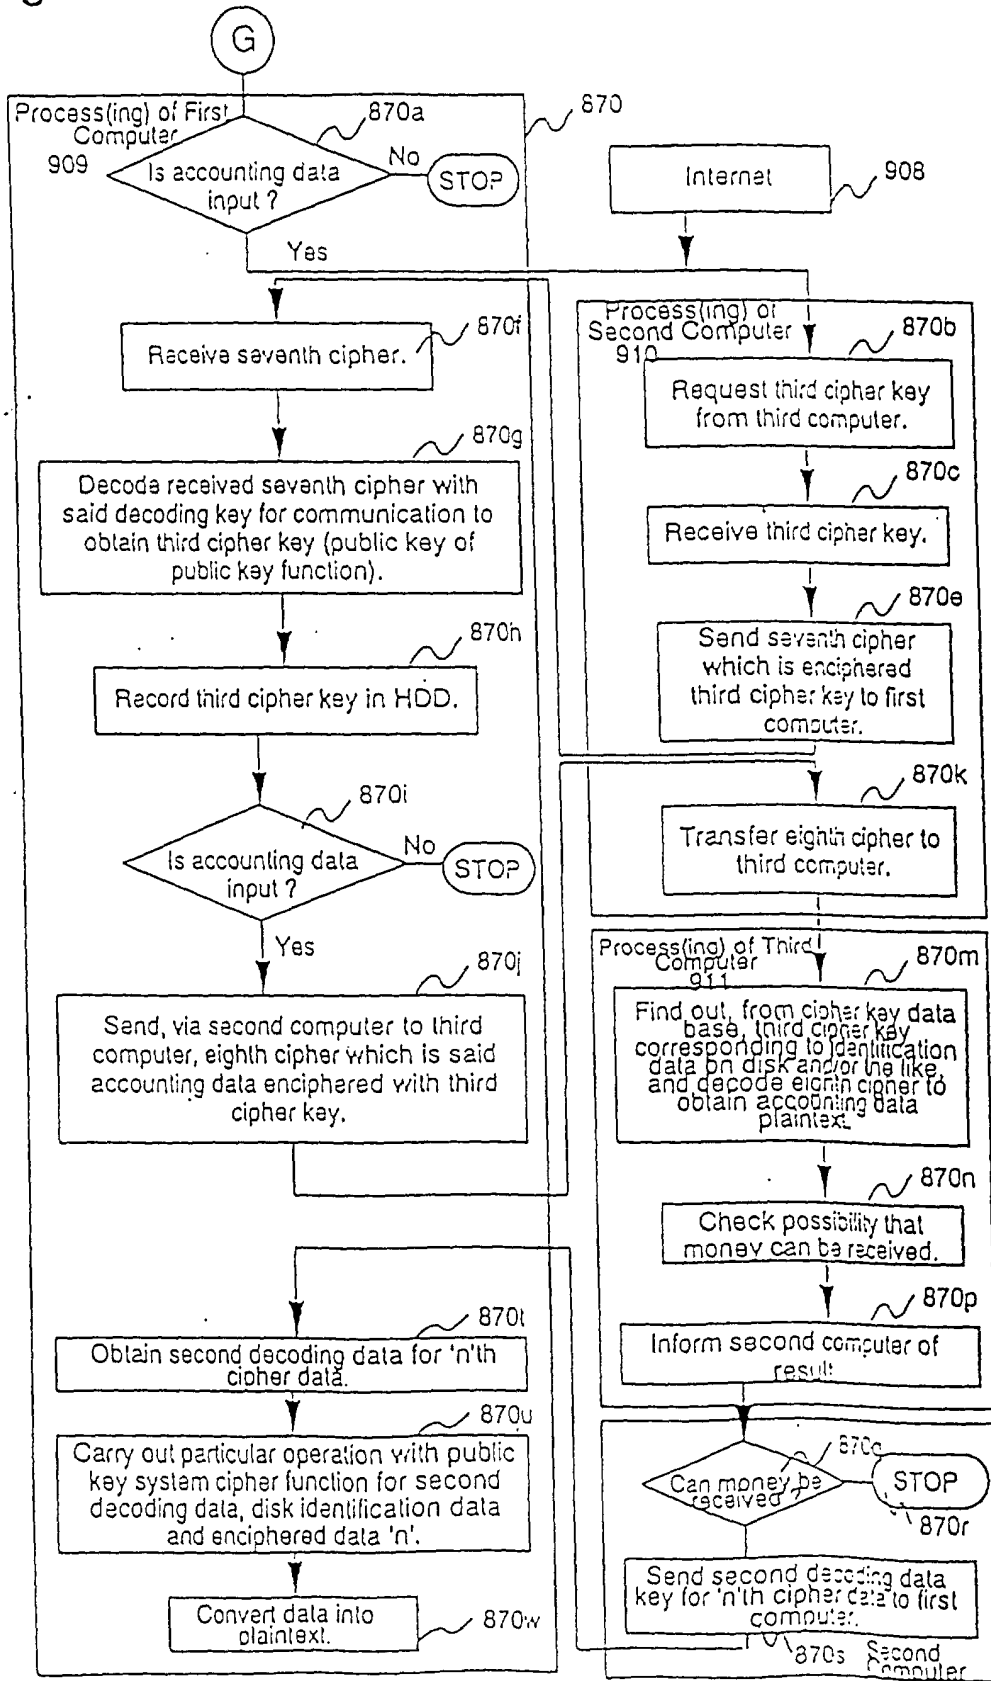 G
Process(ing) of First
Computer
909
870a
870
Is accounting data
input ?
No
STOP
Yes
Internet
908
870f
Receive seventh cipher.
870g
Decode received seventh cipher with
said decoding key for communication to
obtain third cipher key (public key of
public key function).
870h
Record third cipher key in HDD.
870i
Is accounting data
input ?
No
STOP
Yes
870j
Send, via second computer to third
computer, eighth cipher which is said
accounting data enciphered with third
cipher key.
Process(ing) of
Second Computer
910
870b
Request third cipher key
from third computer.
870c
Receive third cipher key.
870e
Send seventh cipher
which is enciphered
third cipher key to first
computer.
870k
Transfer eighth cipher to
third computer.
Process(ing) of Third
Computer
911
870m
Find out, from cipher key data
base, third cipher key
corresponding to identification
data on disk and/or the like,
and decode eighth cipher to
obtain accounting data
plaintext.
870n
Check possibility that
money can be received.
870p
Inform second computer of
result
870q
Can money be
received
STOP
870r
Send second decoding data
key for 'n'th cipher data to first
computer.
870s
Second
Computer
870t
Obtain second decoding data for 'n'th
cipher data.
870u
Carry out particular operation with public
key system cipher function for second
decoding data, disk identification data
and enciphered data 'n'.
Convert data into
plaintext.
870w